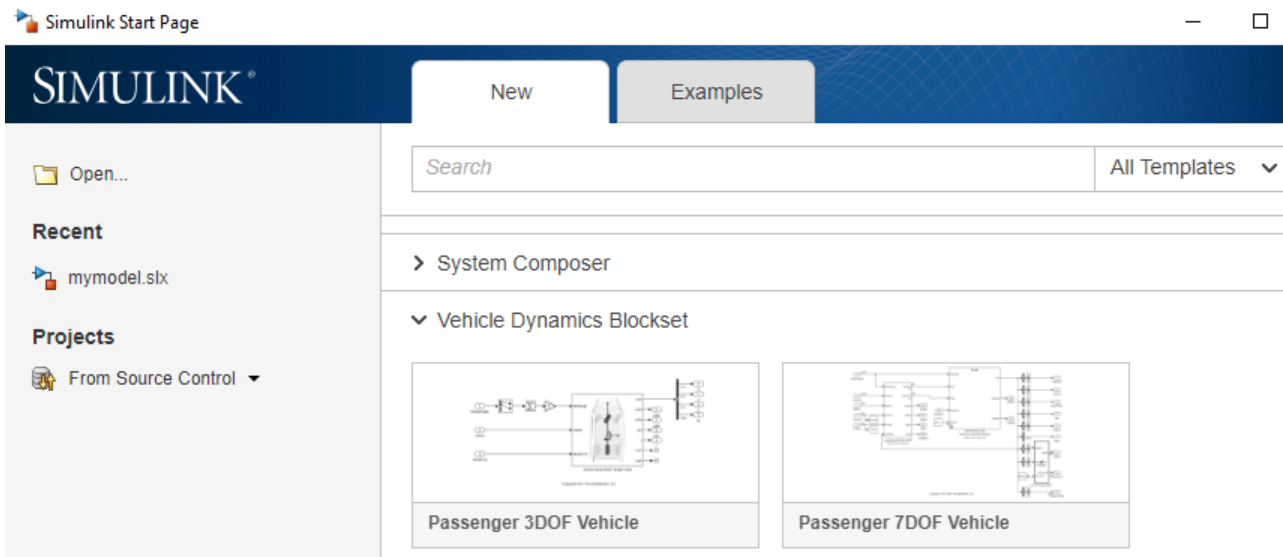 Simulink Start Page
SIMULINK®
New
Examples
Open...
Search
All Templates
Recent
mymodel.slx
System Composer
Projects
Vehicle Dynamics Blockset
From Source Control
Passenger 3DOF Vehicle
Passenger 7DOF Vehicle